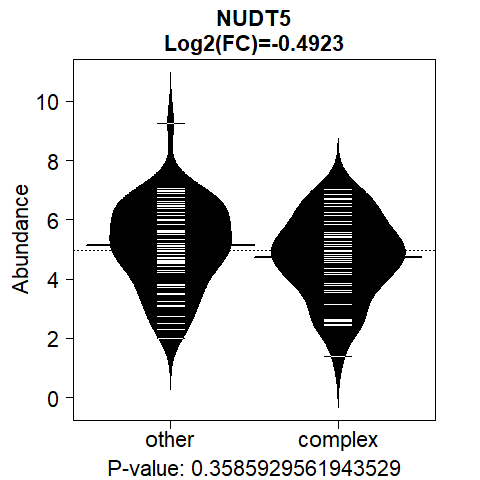 NUDT5
Log2(FC)=-0.4923
Abundance
10
8
6
4
2
0
other complex
P-value: 0.3585929561943529